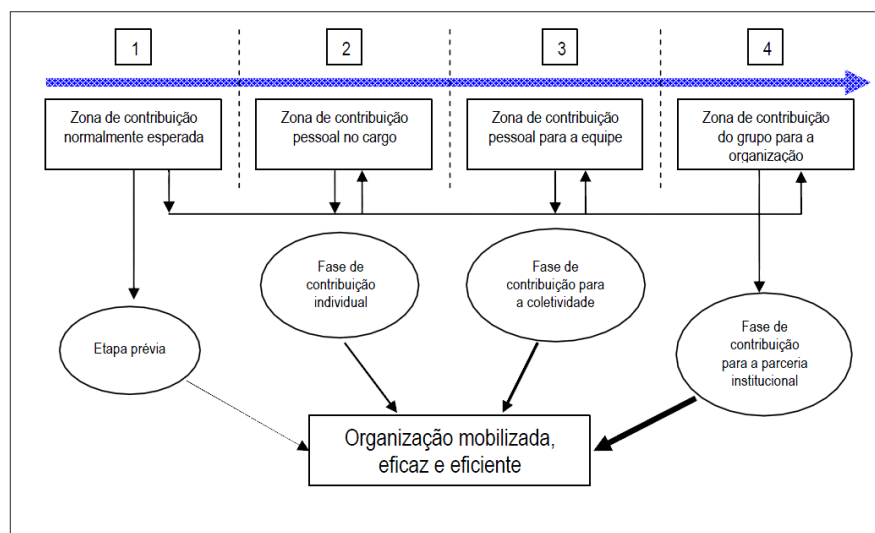 1
2
3
4
Zona de contribuição
normalmente esperada
Zona de contribuição
pessoal no cargo
Zona de contribuição
pessoal para a equipe
Zona de contribuição
do grupo para a
organização
Fase de
contribuição
individual
Fase de
contribuição para
a coletividade
Etapa prévia
Fase de
contribuição
para a parceria
institucional
Organização mobilizada,
eficaz e eficiente